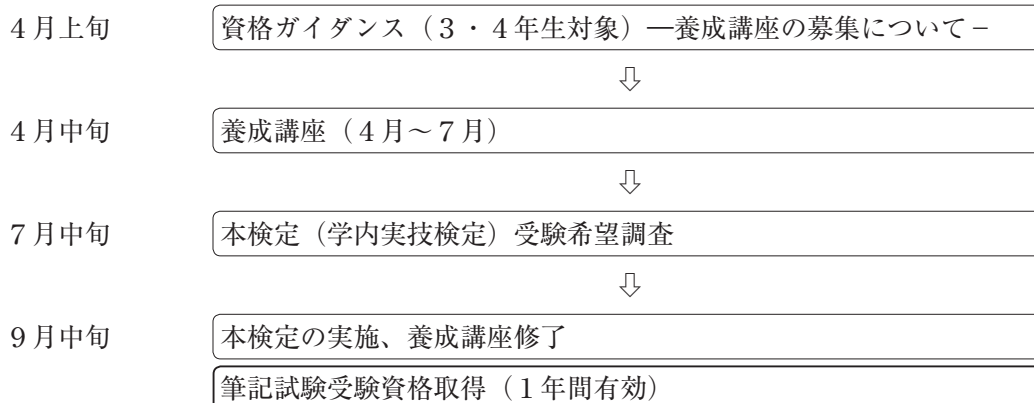 4月上旬 資格ガイダンス（3・4年生対象）―養成講座の募集について－
⇩
4月中旬 養成講座（4月～7月）
⇩
7月中旬 本検定（学内実技検定）受験希望調査
⇩
9月中旬 本検定の実施、養成講座修了
筆記試験受験資格取得（1年間有効）